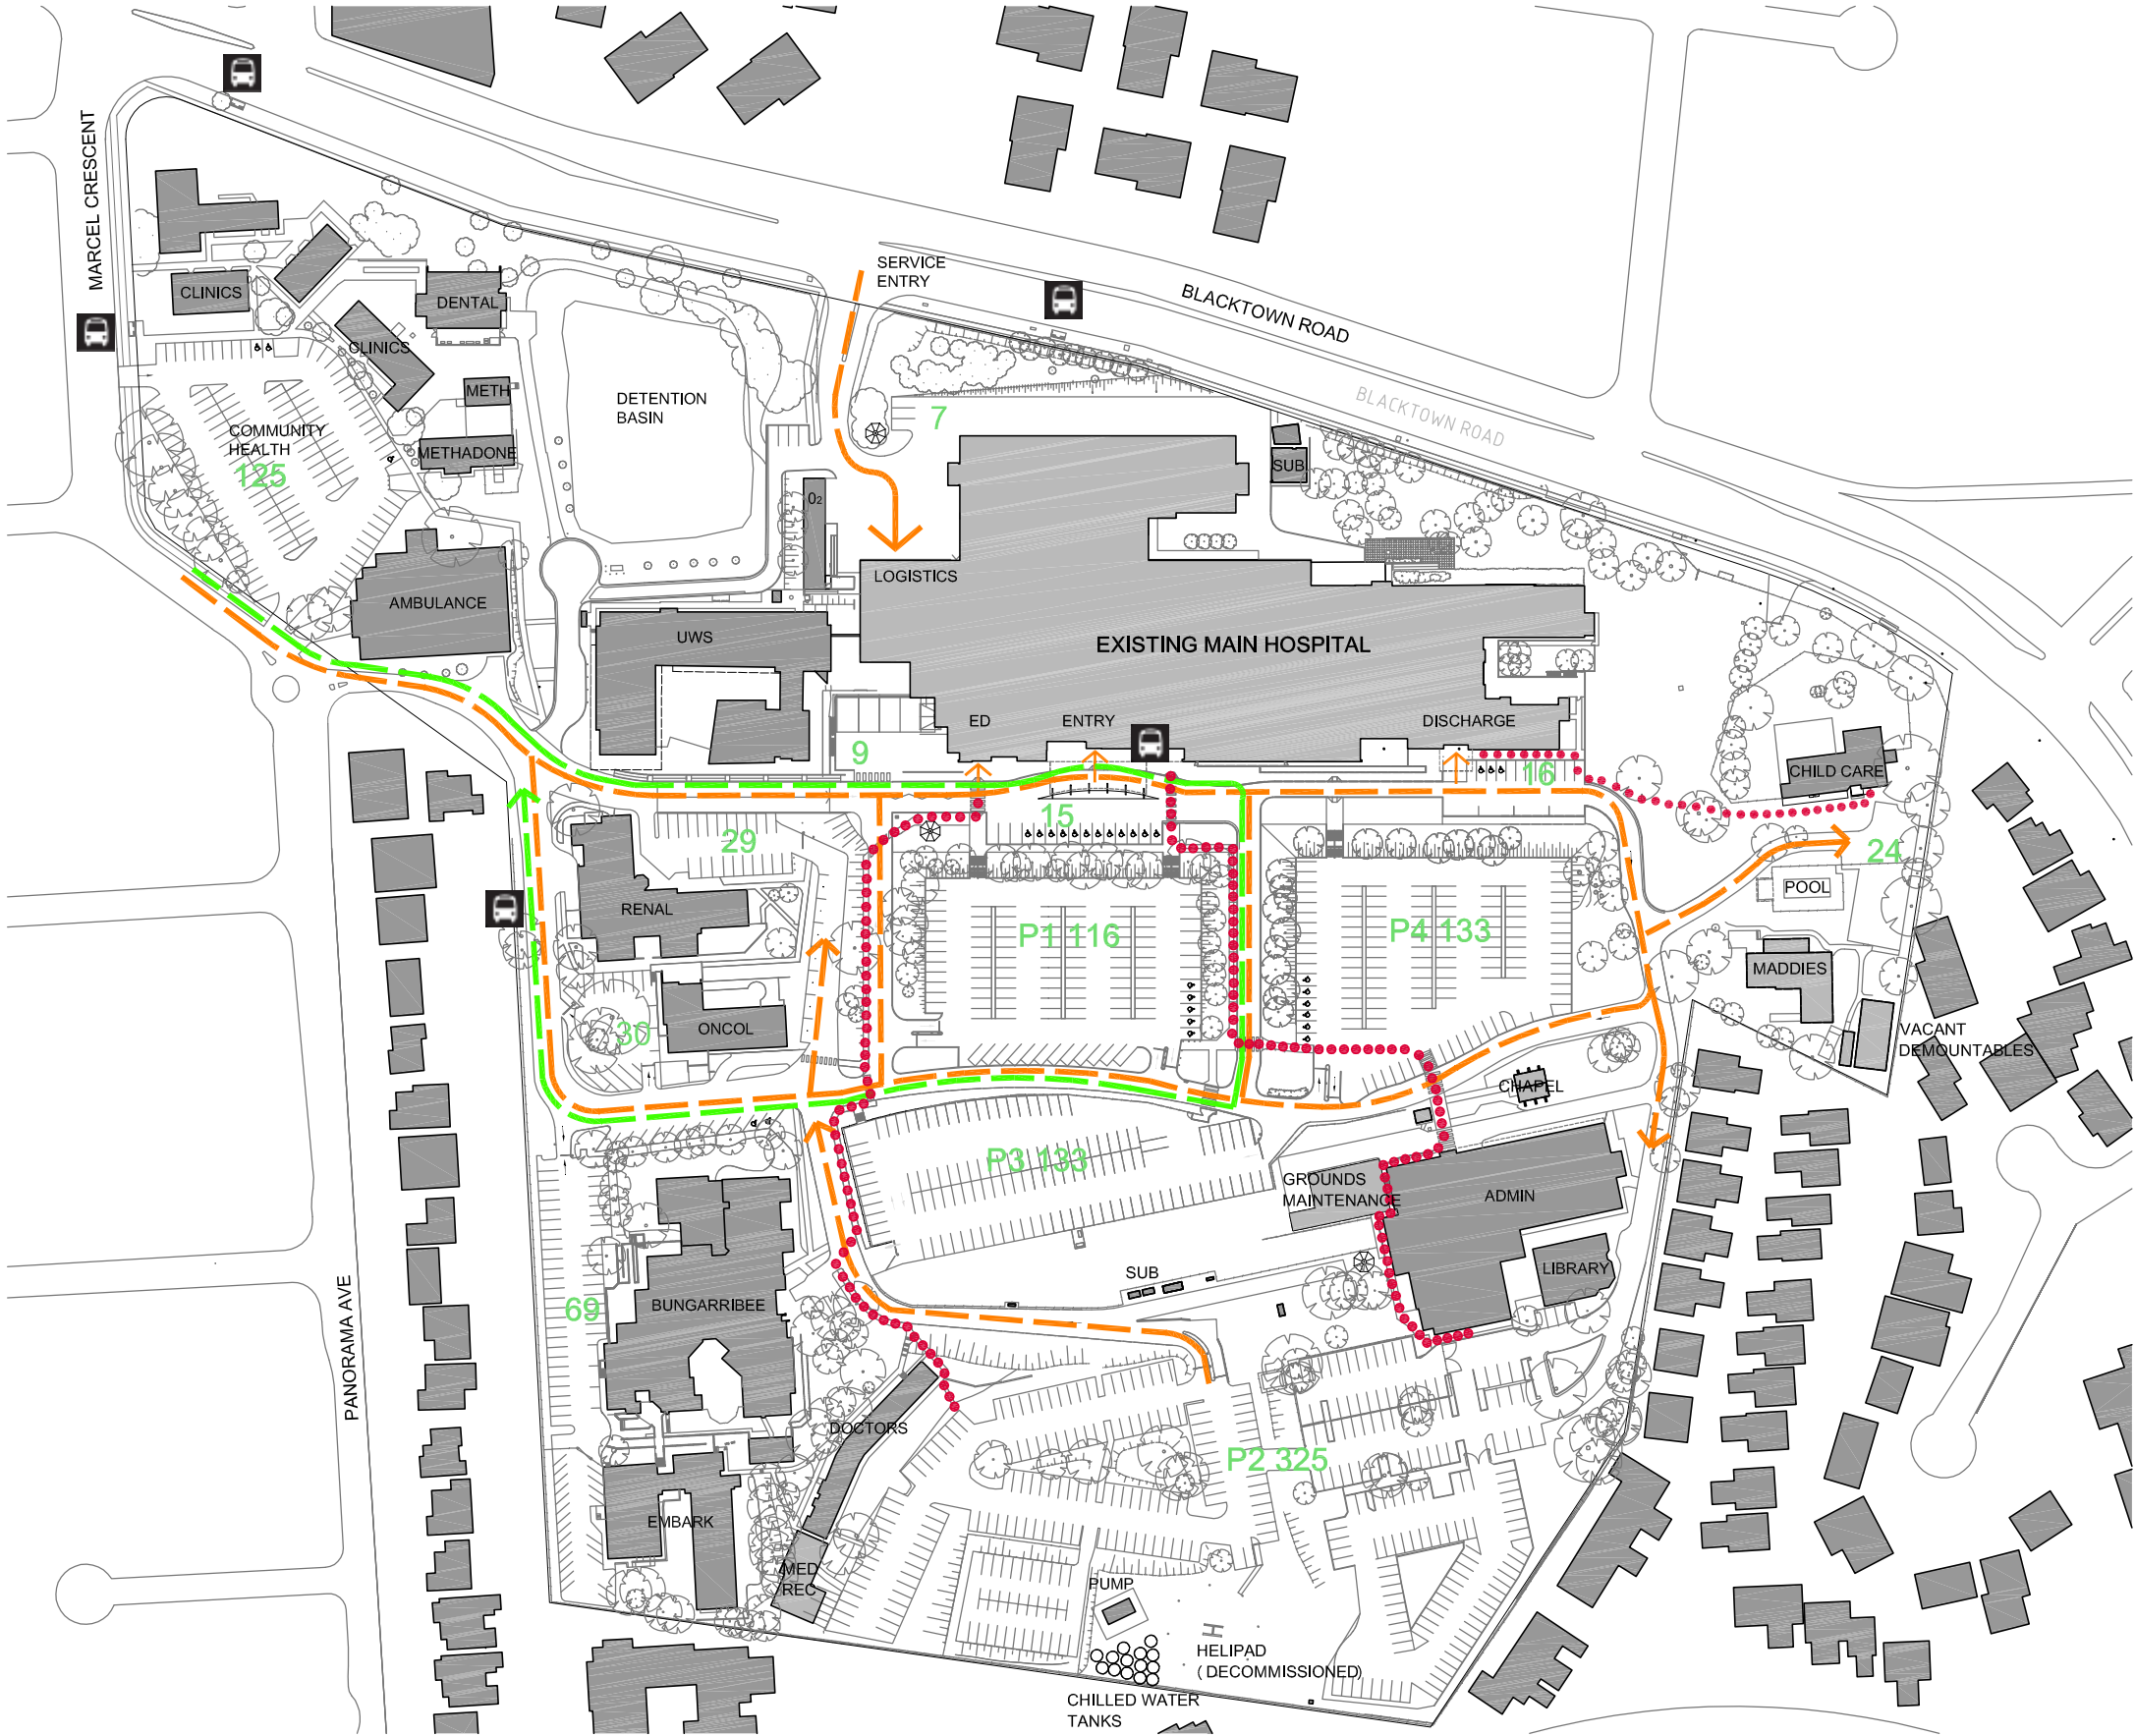 MARCEL CRESCENT
SERVICE
ENTRY
BLACKTOWN ROAD
BLACKTOWN ROAD
CLINICS
DENTAL
CLINICS
METH
DETENTION
BASIN
7
COMMUNITY
HEALTH
125
METHADONE
SUB
O2
LOGISTICS
AMBULANCE
UWS
EXISTING MAIN HOSPITAL
ED
ENTRY
DISCHARGE
9
16
CHILD CARE
15
29
24
POOL
RENAL
P1 116
P4 133
MADDIES
30
ONCOL
VACANT
DEMOUNTABLES
CHAPEL
P3 133
GROUNDS
MAINTENANCE
ADMIN
SUB
LIBRARY
PANORAMA AVE
69
BUNGARRIBEE
DOCTORS
P2 325
EMBARK
MED
REC
PUMP
HELIPAD
(DECOMMISSIONED)
CHILLED WATER
TANKS